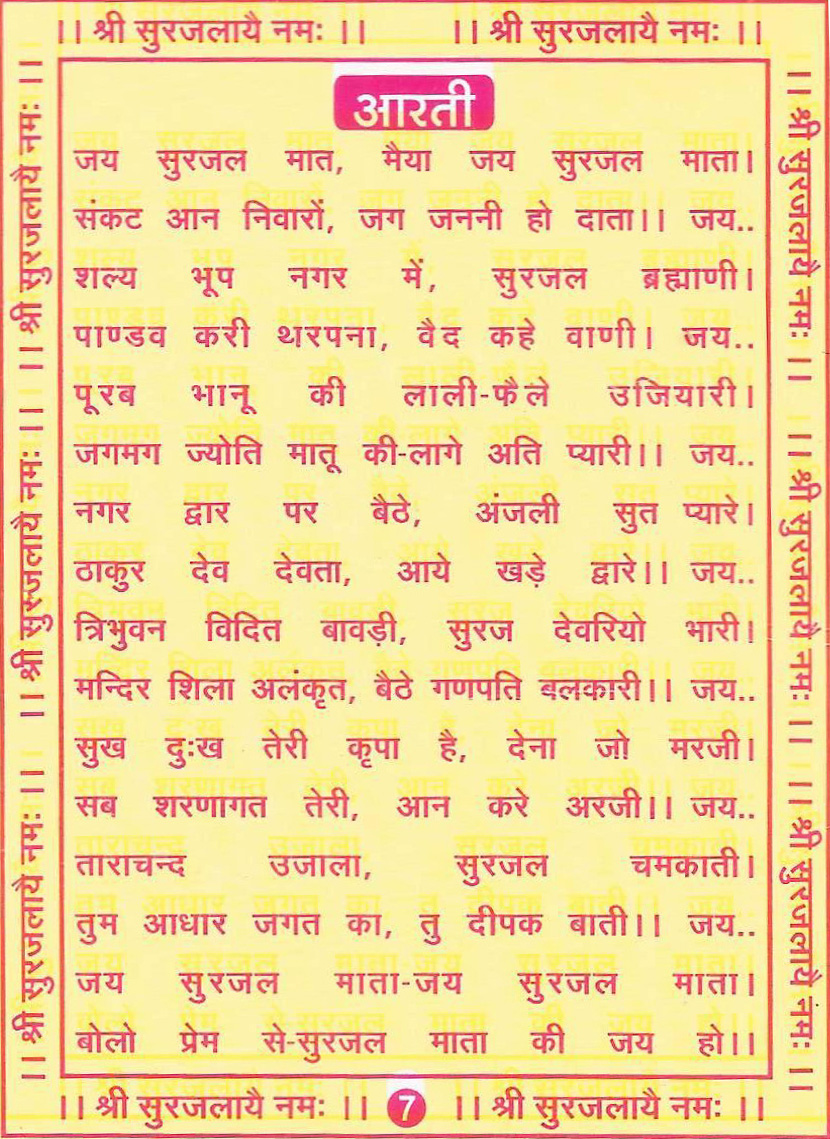 ।। श्री सुरजलायै नमः ।। ।। श्री सुरजलायै नमः ।।
आरती
जय सुरजल मात, मैया जय सुरजल माता।
संकट आन निवारों, जग जननी हो दाता।। जय..
शल्य भूप नगर में, सुरजल ब्रह्माणी।
पाण्डव करी थरपना, वैद कहे वाणी। जय..
पूरब भानू की लाली-फैले उजियारी।
जगमग ज्योति मातू की-लागे अति प्यारी।। जय..
नगर द्वार पर बैठे, अंजली सुत प्यारे।
ठाकुर देव देवता, आये खड़े द्वारे।। जय..
त्रिभुवन विदित बावड़ी, सुरज देवरियो भारी।
मन्दिर शिला अलंकृत, बैठे गणपति बलकारी।। जय..
सुख दुःख तेरी कृपा है, देना जो मरजी।
सब शरणागत तेरी, आन करे अरजी।। जय..
ताराचन्द उजाला, सुरजल चमकाती।
तुम आधार जगत का, तु दीपक बाती।। जय..
जय सुरजल माता-जय सुरजल माता।
बोलो प्रेम से-सुरजल माता की जय हो।।
।। श्री सुरजलायै नमः ।। 7 ।। श्री सुरजलायै नमः ।।
।। श्री सुरजलायै नमः ।। ।। श्री सुरजलायै नमः ।। ।। श्री सुरजलायै नमः ।।
।। श्री सुरजलायै नमः ।। ।। श्री सुरजलायै नमः ।। ।। श्री सुरजलायै नमः ।।